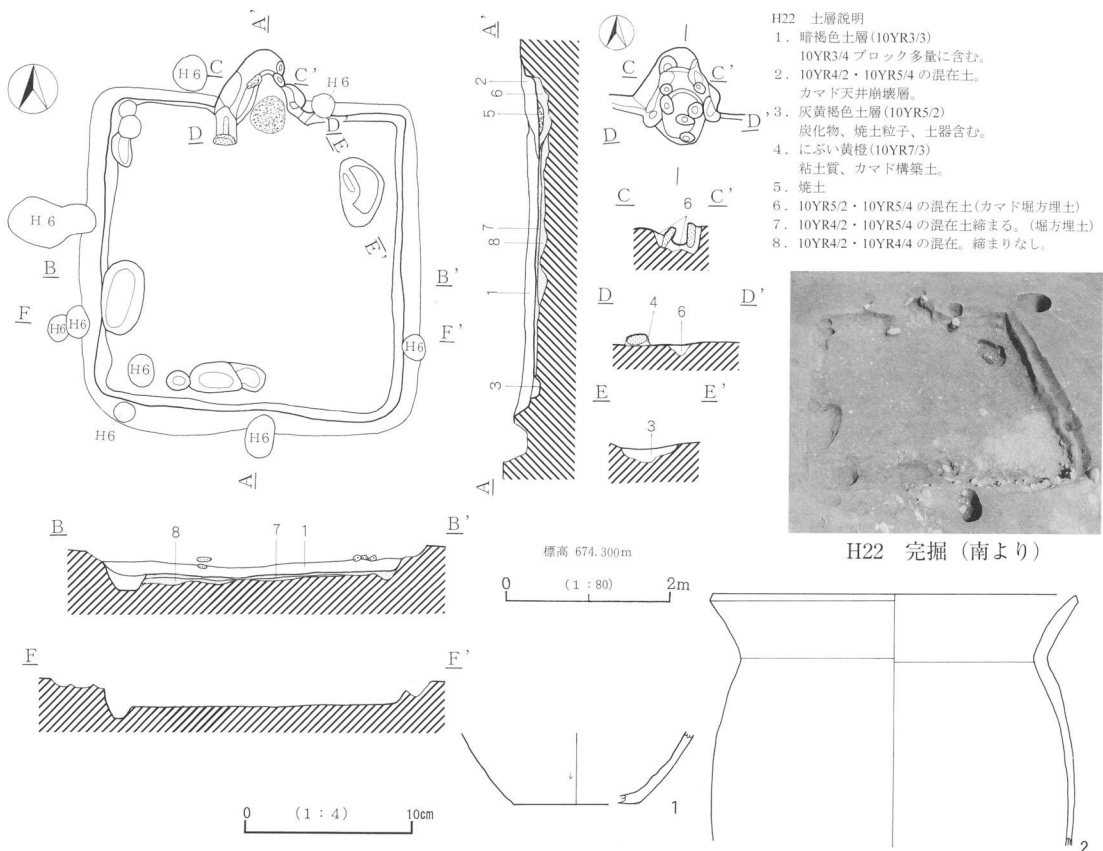 H22 土層説明
1. 暗褐色土層(10YR3/3)
10YR3/4ブロック多量に含む。
2. 10YR4/2・10YR5/4の混在土。
カマド天井崩壊層。
3. 灰黄褐色土層(10YR5/2)
炭化物、焼土粒子、土器含む。
4. にぶい黄橙(10YR7/3)
粘土質、カマド構築土。
5. 焼土
6. 10YR5/2・10YR5/4の混在土(カマド堀方埋土)
7. 10YR4/2・10YR5/4の混在土締まる。(堀方埋土)
8. 10YR4/2・10YR4/4の混在。締まりなし。
A'
H6 C C' H6
D D'
E
E'
H6
B B'
F F'
H6 H6
H6
H6
H6
H6
A
A'
2
6
5
7
8
1
3
A
C C'
D D'
C C'
6
D D'
4 6
E E'
3
B B'
8 7 1
F F'
標高 674.300m
0 (1:80) 2m
H22 完掘(南より)
0 (1:4) 10cm
1
2